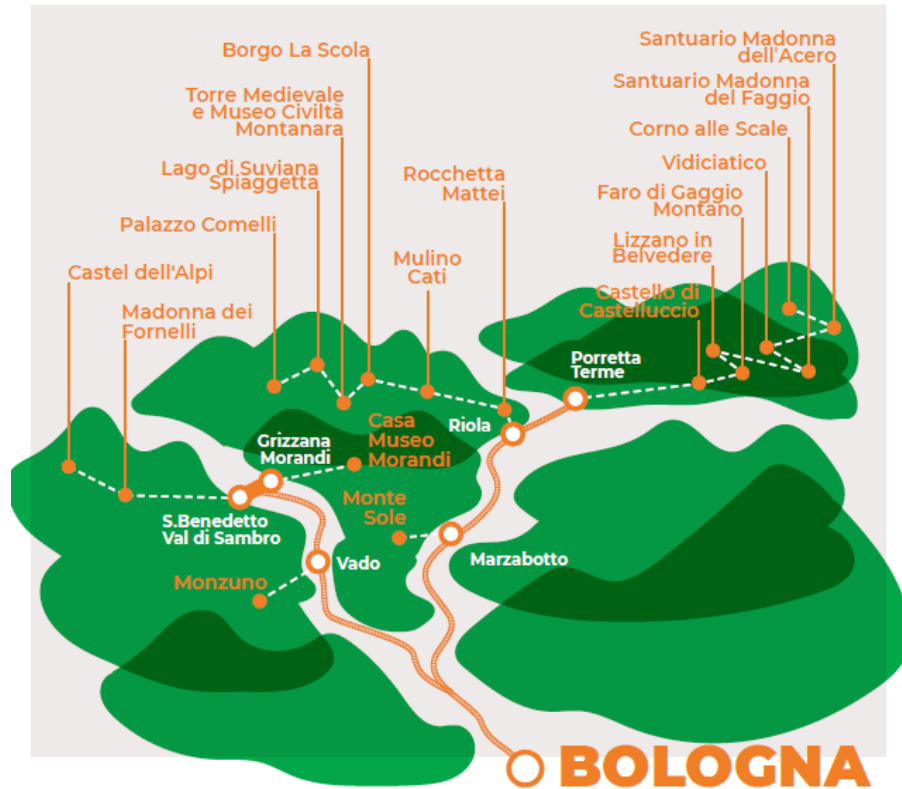 Santuario Madonna
dell'Acero
Borgo La Scola
Santuario Madonna
del Faggio
Torre Medievale
e Museo Civiltà
Montanara
Corno alle Scale
Vidiciatico
Lago di Suviana
Spiaggetta
Rocchetta
Mattei
Faro di Gaggio
Montano
Palazzo Comelli
Lizzano in
Belvedere
Mulino
Cati
Castel dell'Alpi
Castello di
Castelluccio
Madonna dei
Fornelli
Porretta
Terme
Casa
Museo
Morandi
Riola
Grizzana
Morandi
Monte
Sole
S.Benedetto
Val di Sambro
Vado
Marzabotto
Monzuno
BOLOGNA